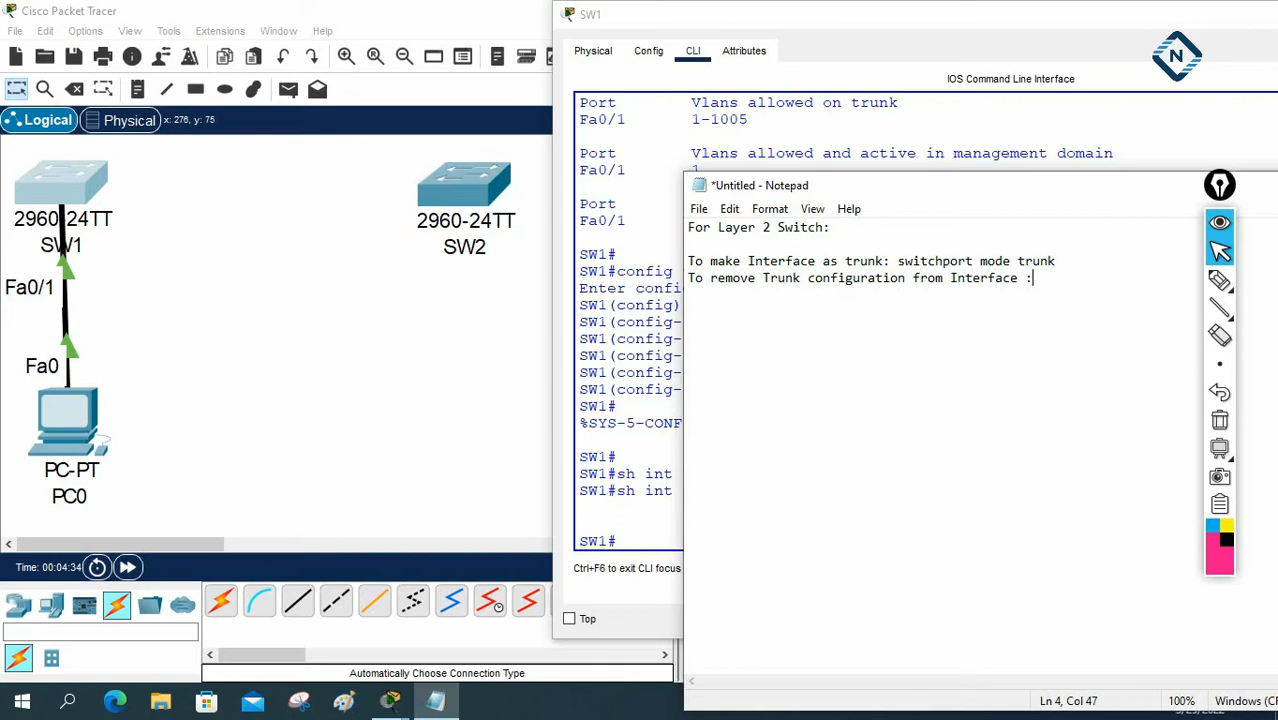 Cisco Packet Tracer
File Edit Options View Tools Extensions Window Help
Logical Physical x: 276, y: 75
2960-24TT
SW1
Fa0/1
Fa0
PC-PT
PC0
2960-24TT
SW2
Time: 00:04:34
Automatically Choose Connection Type
SW1
Physical Config CLI Attributes
N
IOS Command Line Interface
Port Vlans allowed on trunk
Fa0/1 1-1005
Port Vlans allowed and active in management domain
Fa0/1 1
Port
Fa0/1
SW1#
SW1#config
Enter confi
SW1(config)
SW1(config-
SW1(config-
SW1(config-
SW1(config-
SW1(config-
SW1#
%SYS-5-CONF
SW1#
SW1#sh int
SW1#sh int
SW1#
Ctrl+F6 to exit CLI focus
Top
*Untitled - Notepad
File Edit Format View Help
For Layer 2 Switch:
To make Interface as trunk: switchport mode trunk
To remove Trunk configuration from Interface :
Ln 4, Col 47 100% Windows (CR